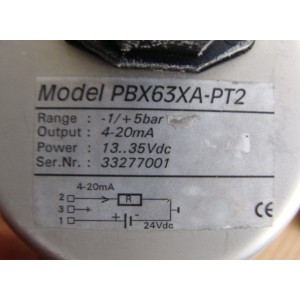 Model PBX63XA-PT2
Range : -1/+5bar
Output : 4-20mA
Power : 13..35Vdc
Ser.Nr. : 33277001
4-20mA
2
R
3
+ -
1
24Vdc
CE